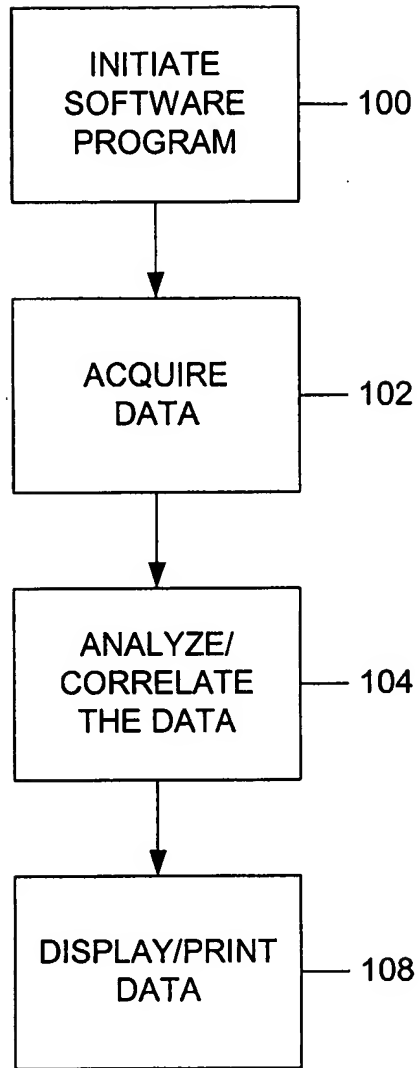 INITIATE
SOFTWARE
PROGRAM
100
ACQUIRE
DATA
102
ANALYZE/
CORRELATE
THE DATA
104
DISPLAY/PRINT
DATA
108